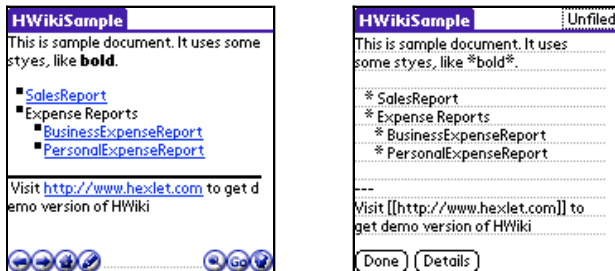 HWikiSample
This is sample document. It uses some
styes, like bold.
SalesReport
Expense Reports
BusinessExpenseReport
PersonalExpenseReport
Visit http://www.hexlet.com to get d
emo version of HWiki
Go
HWikiSample Unfiled
This is sample document. It uses
some styes, like *bold*.
* SalesReport
* Expense Reports
* BusinessExpenseReport
* PersonalExpenseReport
---
Visit [[http://www.hexlet.com]] to
get demo version of HWiki
Done Details